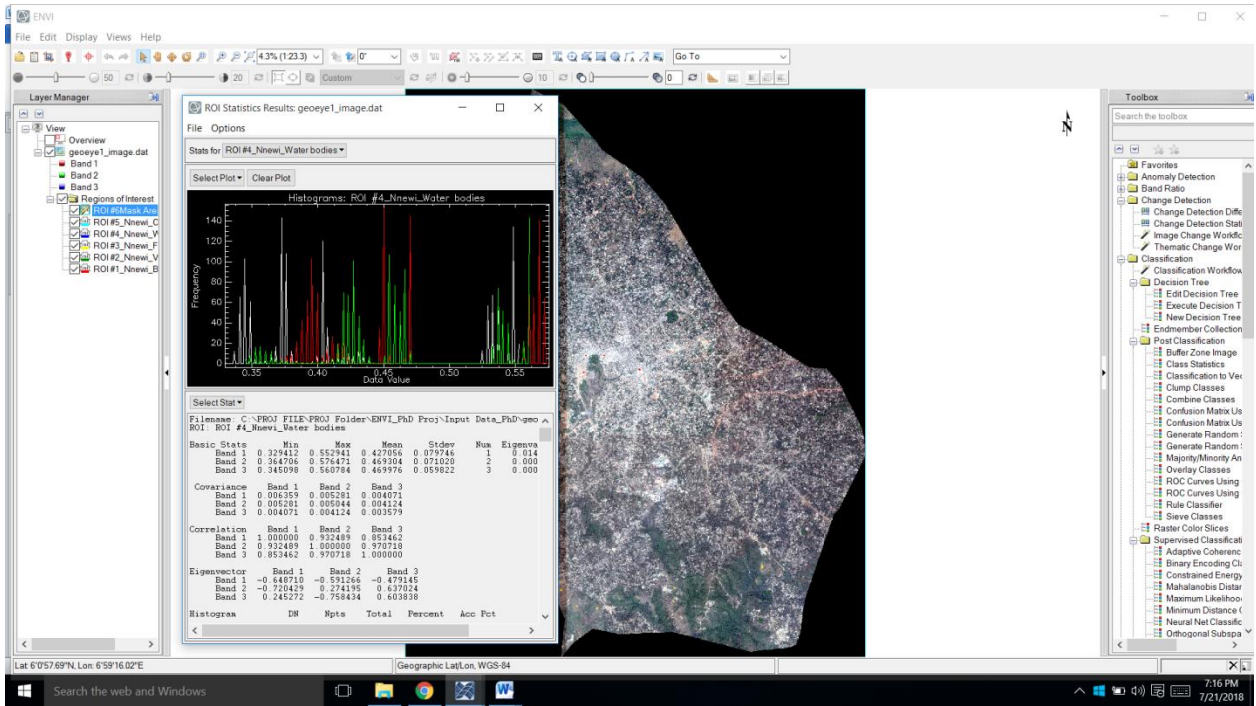 ENVI
File Edit Display Views Help
4.3% (1:23.3) 0° Go To
50 20 Custom 10 0
Layer Manager
View
Overview
geoeye1_image.dat
Band 1
Band 2
Band 3
Regions of Interest
ROI #6Mask Are
ROI #5_Nnewi_C
ROI #4_Nnewi_W
ROI #3_Nnewi_F
ROI #2_Nnewi_V
ROI #1_Nnewi_B
ROI Statistics Results: geoeye1_image.dat
File Options
Stats for ROI #4_Nnewi_Water bodies
Select Plot Clear Plot
Histograms: ROI #4_Nnewi_Water bodies
Frequency
140
120
100
80
60
40
20
0
0.35 0.40 0.45 0.50 0.55
Data Value
Select Stat
Filename: C:\PROJ FILE\PROJ Folder\ENVI_PhD Proj\Input Data_PhD\geo
ROI: ROI #4_Nnewi_Water bodies
Basic Stats Min Max Mean Stdev Num Eigenva
Band 1 0.329412 0.552941 0.427056 0.079746 1 0.014
Band 2 0.364706 0.576471 0.469304 0.071020 2 0.000
Band 3 0.345098 0.560784 0.469976 0.059822 3 0.000
Covariance Band 1 Band 2 Band 3
Band 1 0.006359 0.005281 0.004071
Band 2 0.005281 0.005044 0.004124
Band 3 0.004071 0.004124 0.003579
Correlation Band 1 Band 2 Band 3
Band 1 1.000000 0.932489 0.853462
Band 2 0.932489 1.000000 0.970718
Band 3 0.853462 0.970718 1.000000
Eigenvector Band 1 Band 2 Band 3
Band 1 -0.648710 -0.591266 -0.479145
Band 2 -0.720429 0.274195 0.637024
Band 3 0.245272 -0.758434 0.603838
Histogram DN Npts Total Percent Acc Pct
N
Toolbox
Search the toolbox
Favorites
Anomaly Detection
Band Ratio
Change Detection
Change Detection Diffe
Change Detection Stati
Image Change Workflc
Thematic Change Wor
Classification
Classification Workflow
Decision Tree
Edit Decision Tree
Execute Decision T
New Decision Tree
Endmember Collection
Post Classification
Buffer Zone Image
Class Statistics
Classification to Vec
Clump Classes
Combine Classes
Confusion Matrix Us
Confusion Matrix Us
Generate Random
Generate Random
Majority/Minority An
Overlay Classes
ROC Curves Using
ROC Curves Using
Rule Classifier
Sieve Classes
Raster Color Slices
Supervised Classificati
Adaptive Coherenc
Binary Encoding Cl
Constrained Energy
Mahalanobis Distar
Maximum Likelihoo
Minimum Distance
Neural Net Classific
Orthogonal Subspa
Lat: 6°0'57.69"N, Lon: 6°59'16.02"E Geographic Lat/Lon, WGS-84
Search the web and Windows
7:16 PM
7/21/2018